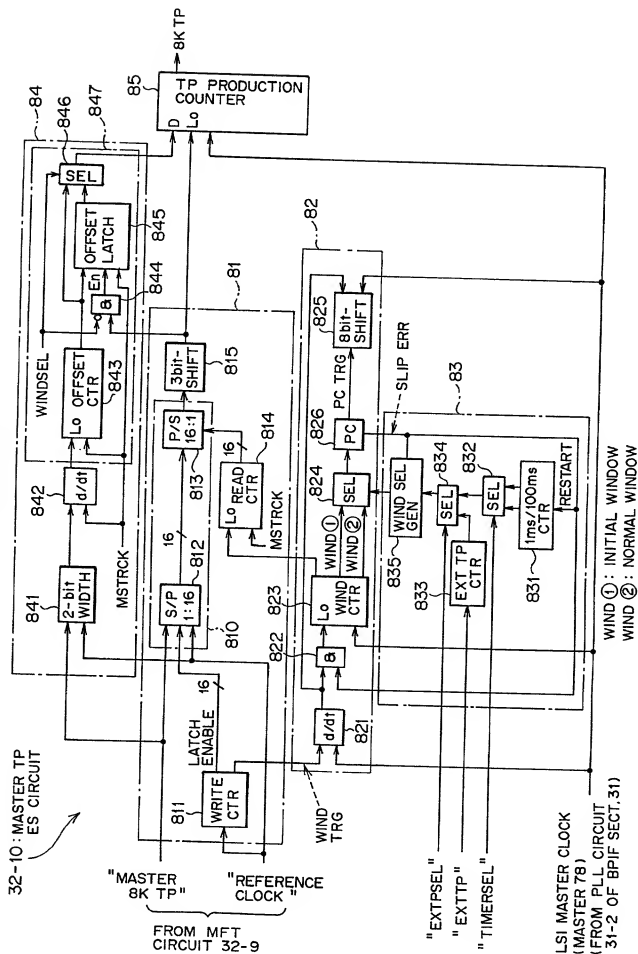 32-10: MASTER TP
ES CIRCUIT
84
846
847
841
2-bit
WIDTH
842
d/dt
843
Lo OFFSET
CTR
WINDSEL
SEL
OFFSET
LATCH
845
En
&
844
MSTRCK
85
TP PRODUCTION
COUNTER
D
Lo
8K TP
81
810
811
WRITE
CTR
LATCH
ENABLE
16
S/P
1:16
812
16
P/S
16:1
813
3bit-
SHIFT
815
16
Lo READ
CTR
814
MSTRCK
"MASTER
8K TP"
"REFERENCE
CLOCK"
FROM MFT
CIRCUIT 32-9
WIND
TRG
82
821
d/dt
822
&
823
Lo
WIND
CTR
WIND ①
WIND ②
824
SEL
826
PC
PC TRG
825
8bit-
SHIFT
SLIP ERR
83
835
WIND SEL
GEN
834
SEL
833
EXT TP
CTR
832
SEL
831
1ms/100ms
CTR
RESTART
"EXTPSEL"
"EXTTP"
"TIMERSEL"
LSI MASTER CLOCK
(MASTER 78)
(FROM PLL CIRCUIT
31-2 OF BPIF SECT. 31)
WIND ①: INITIAL WINDOW
WIND ②: NORMAL WINDOW